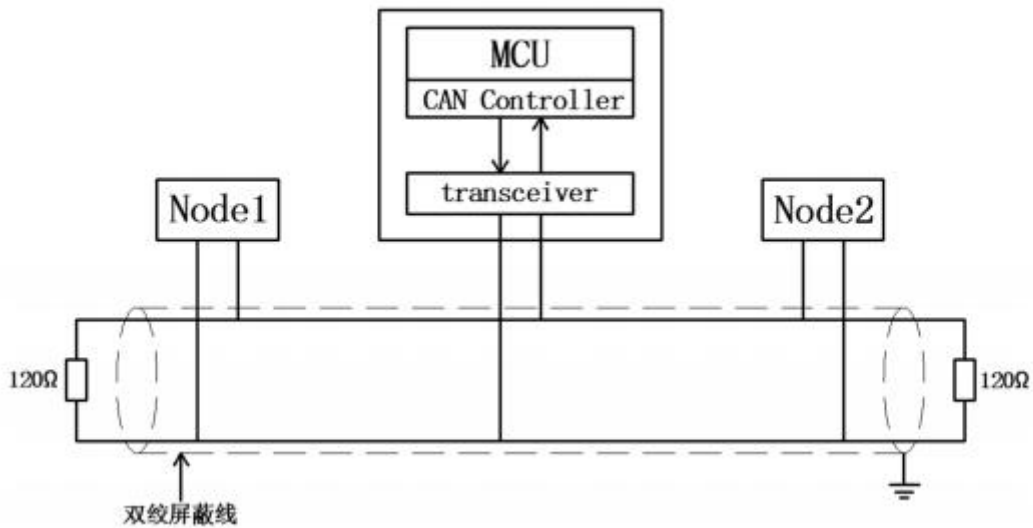 MCU
CAN Controller
transceiver
Node1
Node2
120Ω
120Ω
双绞屏蔽线